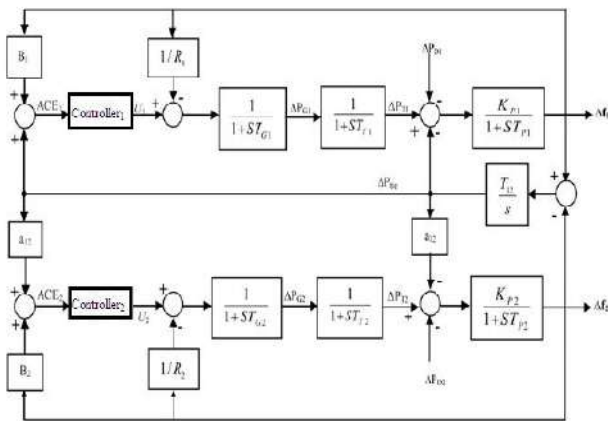 B₁
1/R₁
ΔP_D1
ACE₁
Controller₁
U₁
1
1+ST_G1
ΔP_G1
1
1+ST_T1
ΔP_T1
K_P1
1+ST_P1
Δf₁
T₁₂
s
a₁₂
a₁₂
ACE₂
Controller₂
U₂
1
1+ST_G2
ΔP_G2
1
1+ST_T2
ΔP_T2
K_P2
1+ST_P2
Δf₂
B₂
1/R₂
ΔP_D2